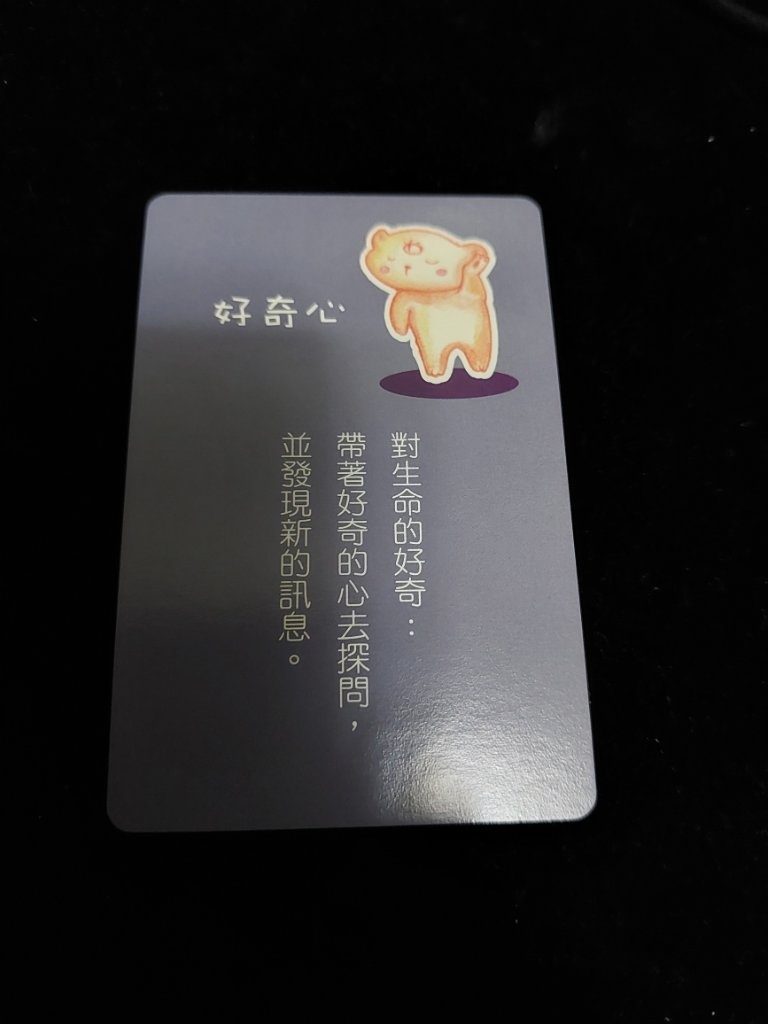 好奇心
對生命的好奇：
帶著好奇的心去探問，
並發現新的訊息。